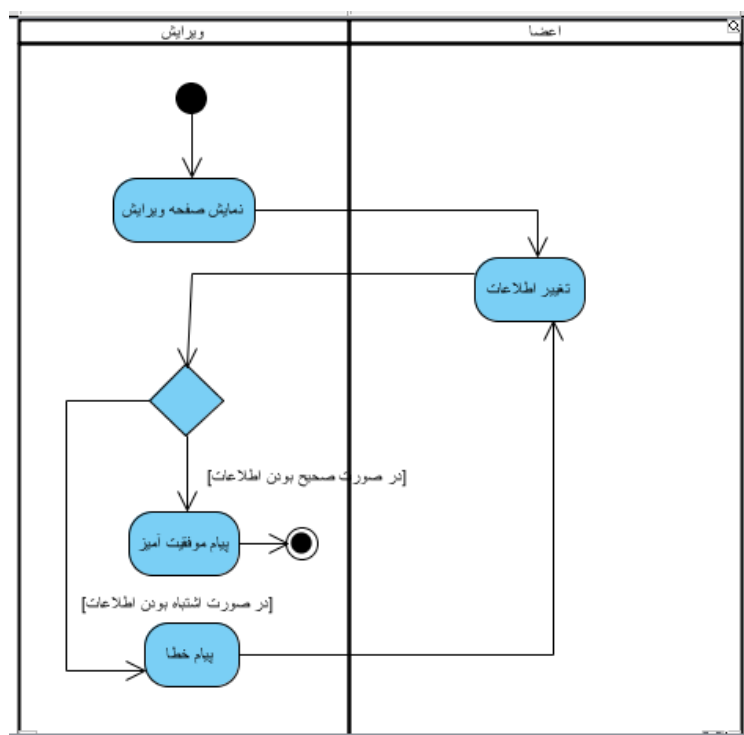 ویرایش
اعضا
نمایش صفحه ویرایش
تغییر اطلاعات
[در صورت صحیح بودن اطلاعات]
پیام موفقیت آمیز
[در صورت اشتباه بودن اطلاعات]
پیام خطا